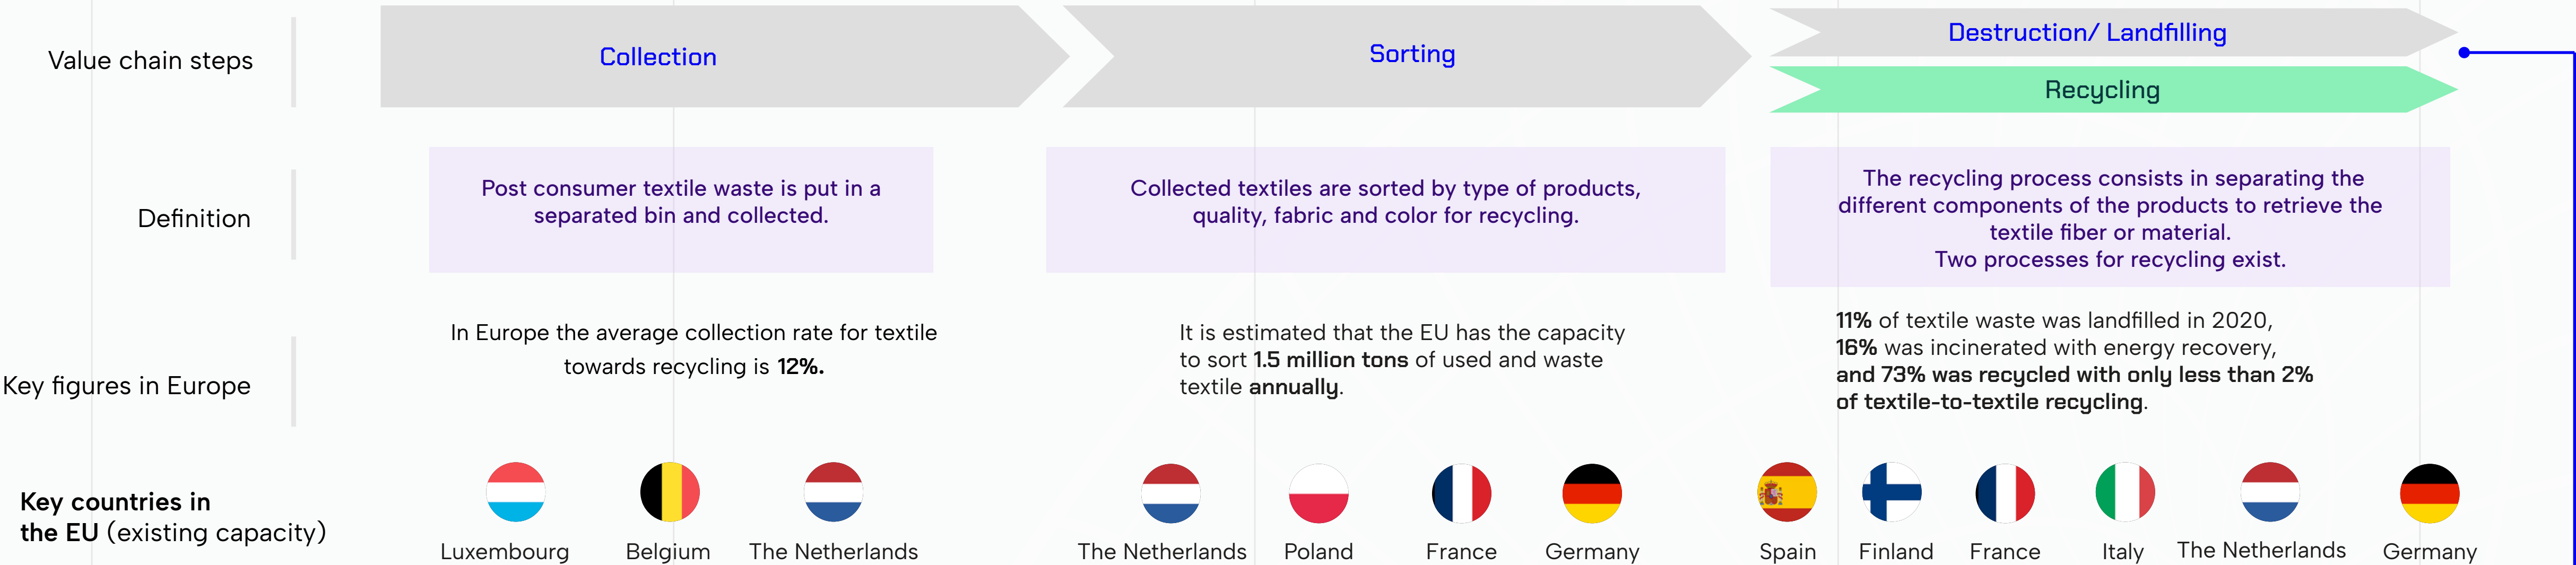 Value chain steps
Collection
Sorting
Destruction/ Landfilling
Recycling
Definition
Post consumer textile waste is put in a
separated bin and collected.
Collected textiles are sorted by type of products,
quality, fabric and color for recycling.
The recycling process consists in separating the
different components of the products to retrieve the
textile fiber or material.
Two processes for recycling exist.
Key figures in Europe
In Europe the average collection rate for textile
towards recycling is 12%.
It is estimated that the EU has the capacity
to sort 1.5 million tons of used and waste
textile annually.
11% of textile waste was landfilled in 2020,
16% was incinerated with energy recovery,
and 73% was recycled with only less than 2%
of textile-to-textile recycling.
Key countries in
the EU (existing capacity)
Luxembourg
Belgium
The Netherlands
The Netherlands
Poland
France
Germany
Spain
Finland
France
Italy
The Netherlands
Germany